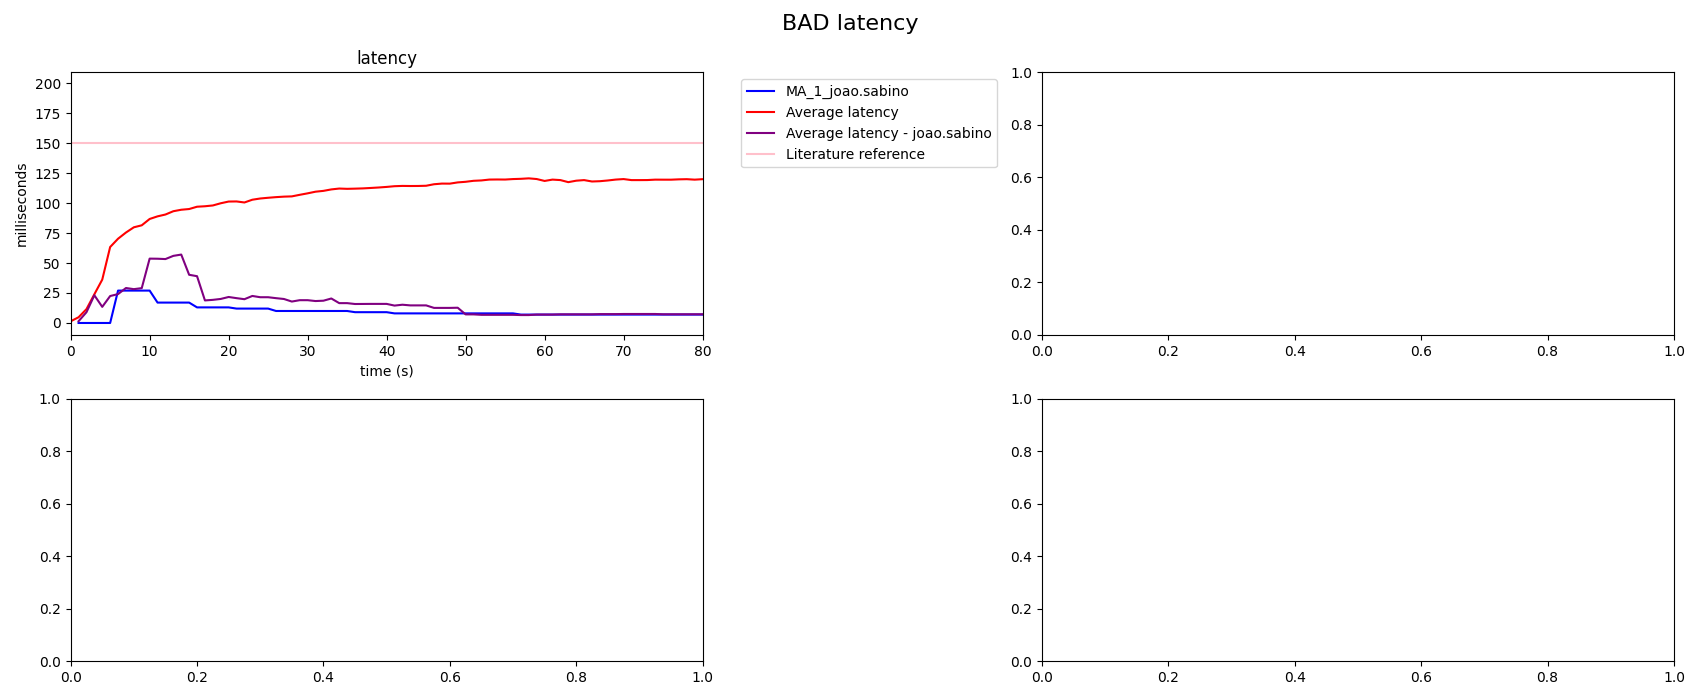 BAD latency
latency
200
175
150
125
100
75
50
25
0
milliseconds
0 10 20 30 40 50 60 70 80
time (s)
MA_1_joao.sabino
Average latency
Average latency - joao.sabino
Literature reference
1.0
0.8
0.6
0.4
0.2
0.0
0.0 0.2 0.4 0.6 0.8 1.0
1.0
0.8
0.6
0.4
0.2
0.0
0.0 0.2 0.4 0.6 0.8 1.0
1.0
0.8
0.6
0.4
0.2
0.0
0.0 0.2 0.4 0.6 0.8 1.0